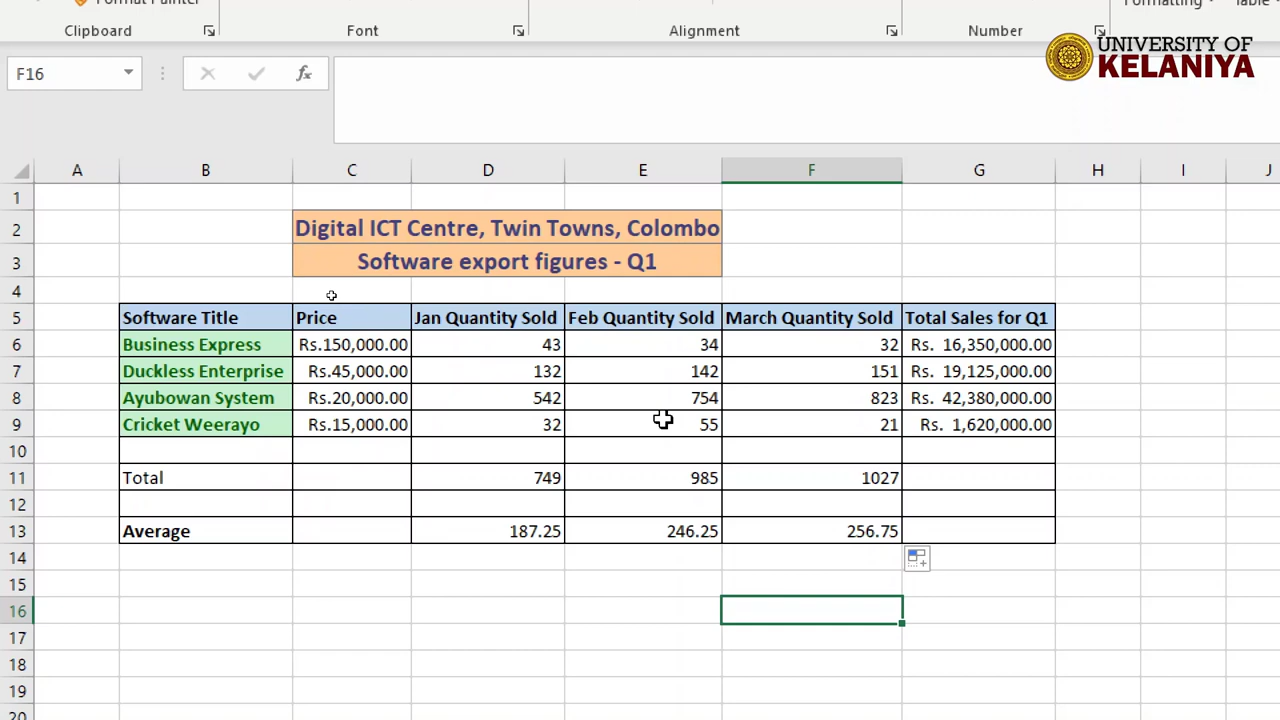 Format Painter
Formatting Table
Clipboard Font Alignment Number
UNIVERSITY OF
KELANIYA
F16 fx
A B C D E F G H I J
1
2 Digital ICT Centre, Twin Towns, Colombo
3 Software export figures - Q1
4
5 Software Title Price Jan Quantity Sold Feb Quantity Sold March Quantity Sold Total Sales for Q1
6 Business Express Rs.150,000.00 43 34 32 Rs. 16,350,000.00
7 Duckless Enterprise Rs.45,000.00 132 142 151 Rs. 19,125,000.00
8 Ayubowan System Rs.20,000.00 542 754 823 Rs. 42,380,000.00
9 Cricket Weerayo Rs.15,000.00 32 55 21 Rs. 1,620,000.00
10
11 Total 749 985 1027
12
13 Average 187.25 246.25 256.75
14
15
16
17
18
19
20